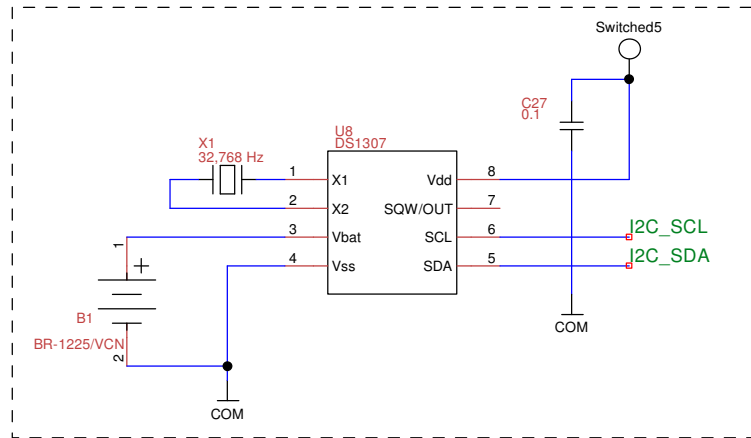 Switched5
C27
0.1
U8
DS1307
X1
32,768 Hz
1
X1
Vdd
8
2
X2
SQW/OUT
7
3
Vbat
SCL
6
I2C_SCL
4
Vss
SDA
5
I2C_SDA
1
+
B1
BR-1225/VCN
2
COM
COM